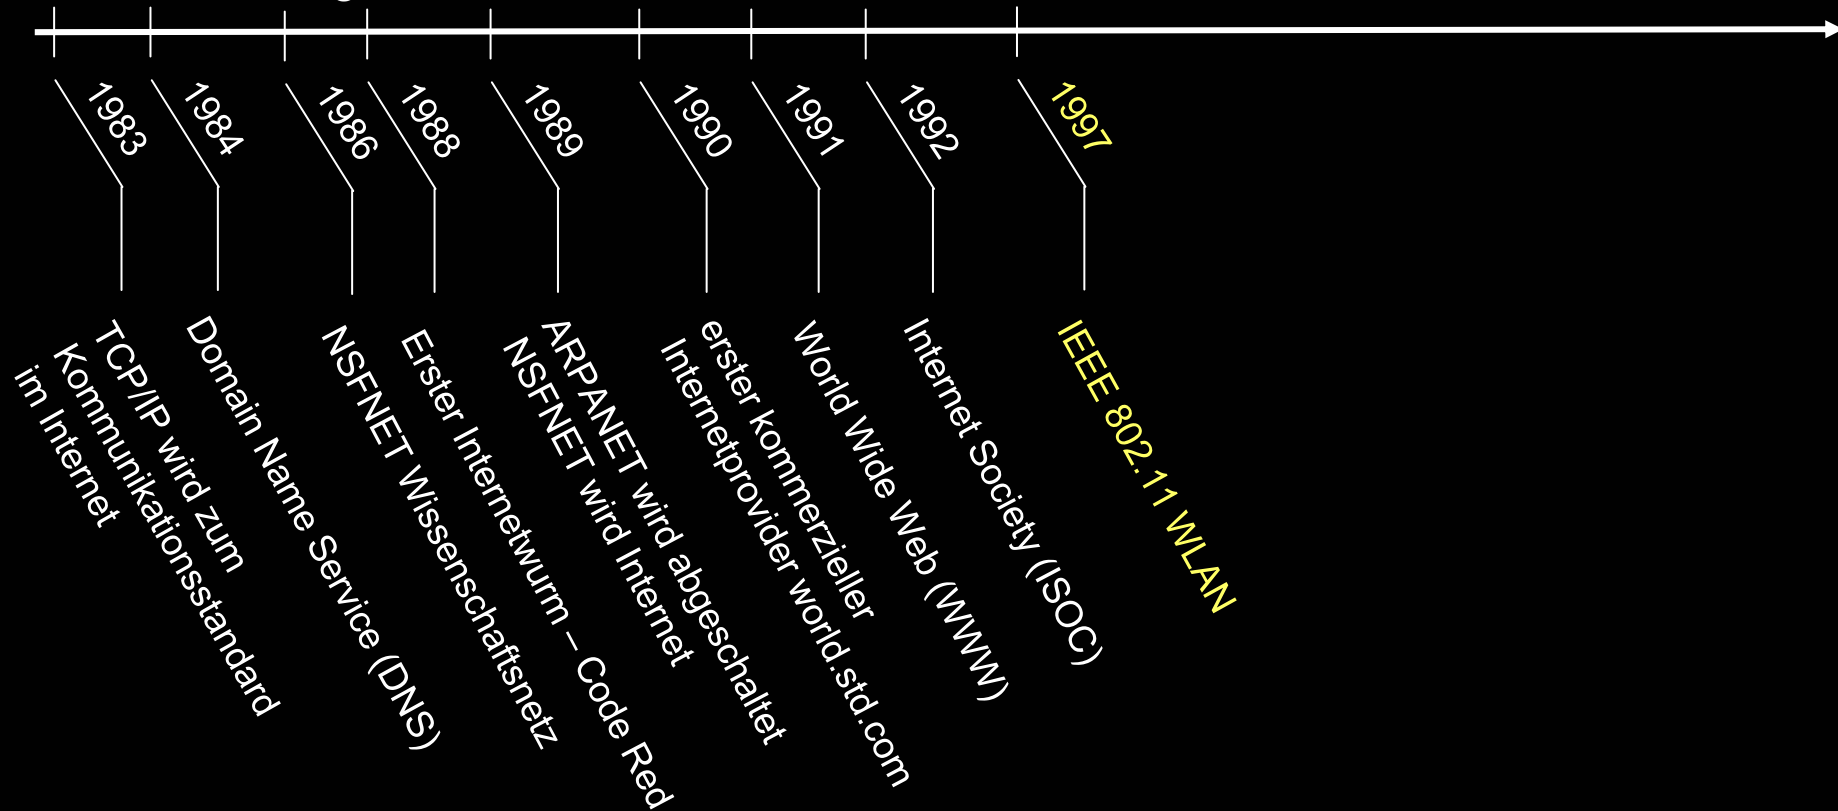 1983
1984
1986
1988
1989
1990
1991
1992
1997
TCP/IP wird zum
Kommunikationsstandard
im Internet
Domain Name Service (DNS)
NSFNET Wissenschaftsnetz
Erster Internetwurm – Code Red
ARPANET wird abgeschaltet
NSFNET wird Internet
erster kommerzieller
Internetprovider world.std.com
World Wide Web (WWW)
Internet Society (ISOC)
IEEE 802.11 WLAN